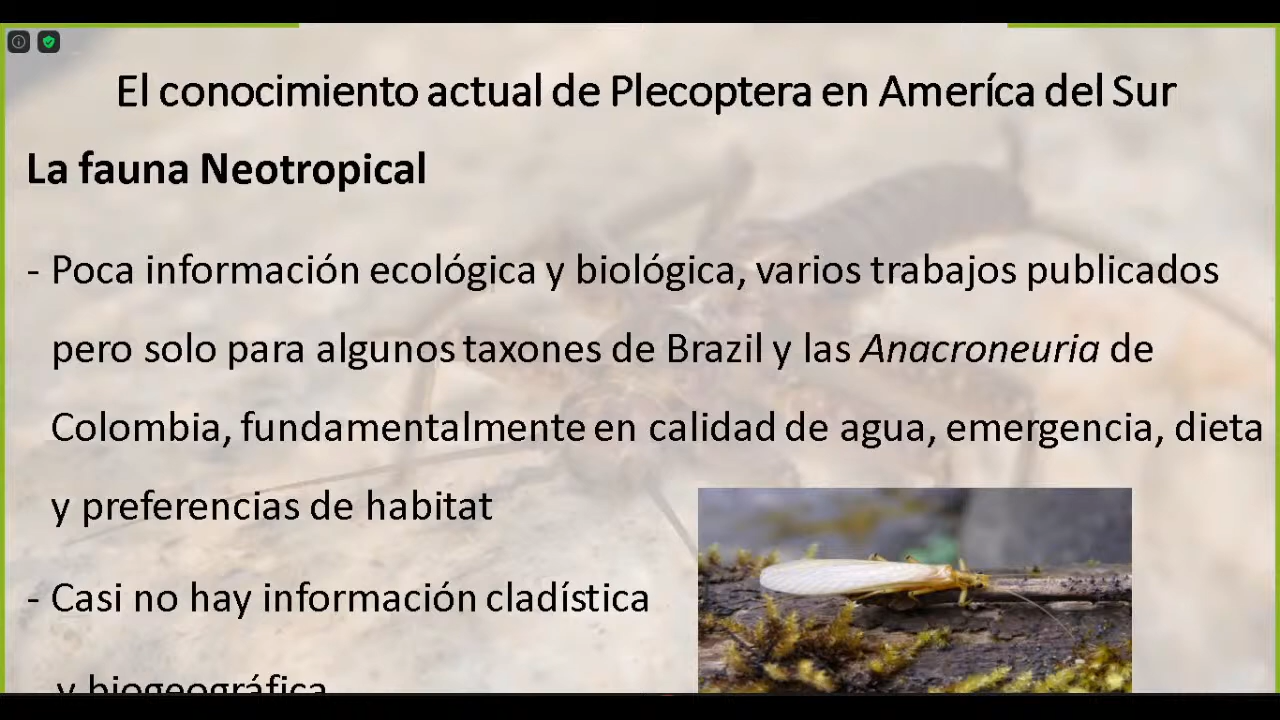 El conocimiento actual de Plecoptera en Ameríca del Sur
La fauna Neotropical
- Poca información ecológica y biológica, varios trabajos publicados
pero solo para algunos taxones de Brazil y las Anacroneuria de
Colombia, fundamentalmente en calidad de agua, emergencia, dieta
y preferencias de habitat
- Casi no hay información cladística
y biogeográfica